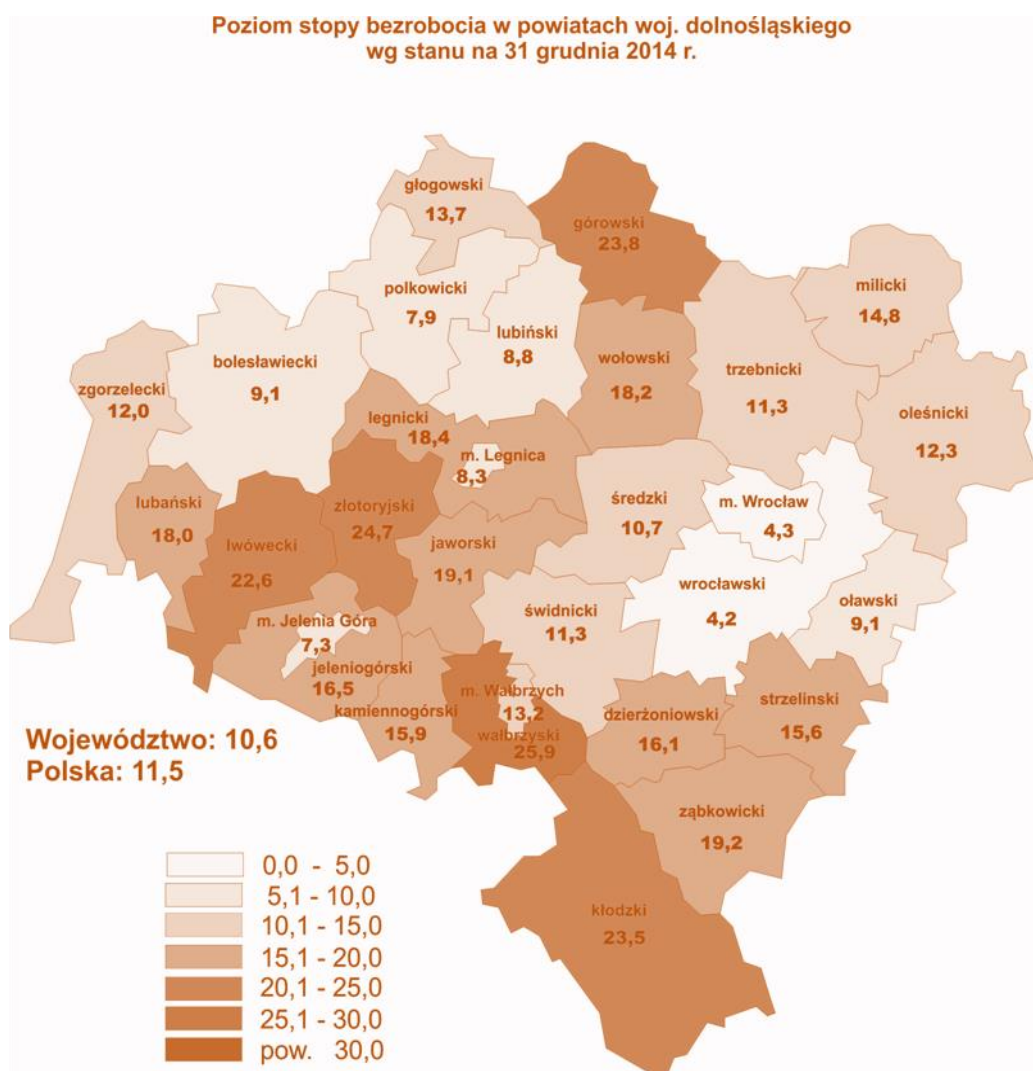 Poziom stopy bezrobocia w powiatach woj. dolnośląskiego
wg stanu na 31 grudnia 2014 r.
głogowski
13,7
górowski
23,8
polkowicki
7,9
lubiński
8,8
milicki
14,8
bolesławiecki
9,1
zgorzelecki
12,0
wołowski
18,2
trzebnicki
11,3
oleśnicki
12,3
legnicki
18,4
m. Legnica
8,3
lubański
18,0
złotoryjski
24,7
średzki
10,7
m. Wrocław
4,3
lwówecki
22,6
jaworski
19,1
wrocławski
4,2
oławski
9,1
m. Jelenia Góra
7,3
świdnicki
11,3
jeleniogórski
16,5
m. Wałbrzych
13,2
kamiennogórski
15,9
wałbrzyski
25,9
dzierżoniowski
16,1
strzelinski
15,6
ząbkowicki
19,2
kłodzki
23,5
Województwo: 10,6
Polska: 11,5
0,0 - 5,0
5,1 - 10,0
10,1 - 15,0
15,1 - 20,0
20,1 - 25,0
25,1 - 30,0
pow. 30,0